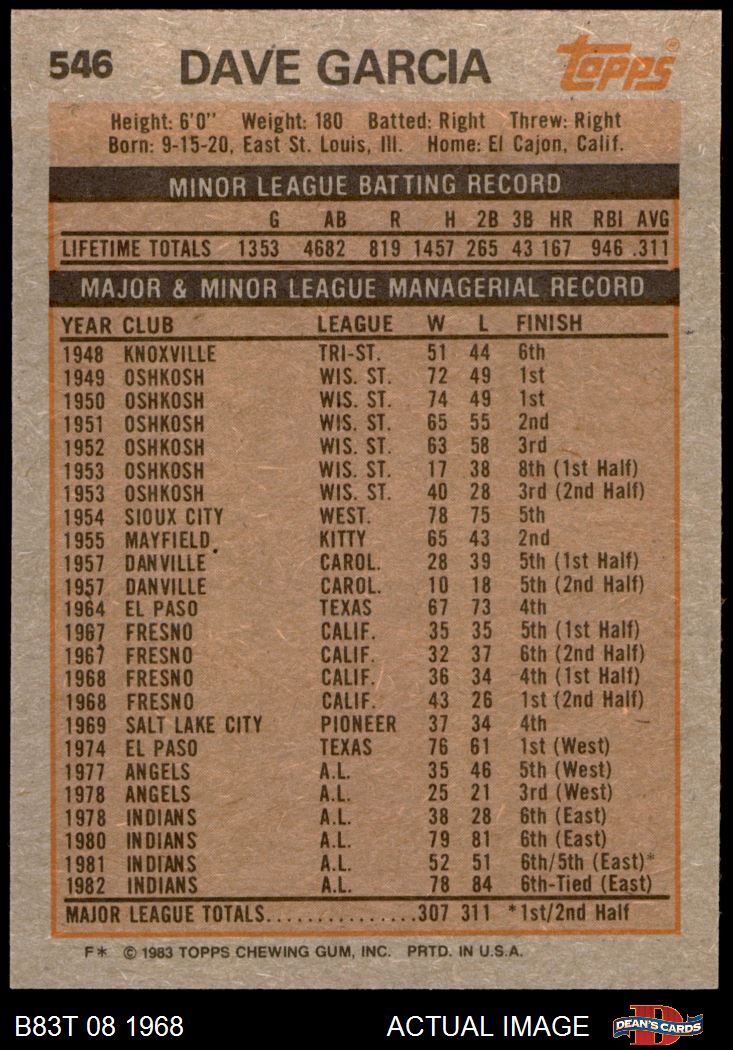 546 DAVE GARCIA Topps®
Height: 6'0" Weight: 180 Batted: Right Threw: Right
Born: 9-15-20, East St. Louis, Ill. Home: El Cajon, Calif.
MINOR LEAGUE BATTING RECORD
G AB R H 2B 3B HR RBI AVG
LIFETIME TOTALS 1353 4682 819 1457 265 43 167 946 .311
MAJOR & MINOR LEAGUE MANAGERIAL RECORD
YEAR CLUB LEAGUE W L FINISH
1948 KNOXVILLE TRI-ST. 51 44 6th
1949 OSHKOSH WIS. ST. 72 49 1st
1950 OSHKOSH WIS. ST. 74 49 1st
1951 OSHKOSH WIS. ST. 65 55 2nd
1952 OSHKOSH WIS. ST. 63 58 3rd
1953 OSHKOSH WIS. ST. 17 38 8th (1st Half)
1953 OSHKOSH WIS. ST. 40 28 3rd (2nd Half)
1954 SIOUX CITY WEST. 78 75 5th
1955 MAYFIELD KITTY 65 43 2nd
1957 DANVILLE CAROL. 28 39 5th (1st Half)
1957 DANVILLE CAROL. 10 18 5th (2nd Half)
1964 EL PASO TEXAS 67 73 4th
1967 FRESNO CALIF. 35 35 5th (1st Half)
1967 FRESNO CALIF. 32 37 6th (2nd Half)
1968 FRESNO CALIF. 36 34 4th (1st Half)
1968 FRESNO CALIF. 43 26 1st (2nd Half)
1969 SALT LAKE CITY PIONEER 37 34 4th
1974 EL PASO TEXAS 76 61 1st (West)
1977 ANGELS A.L. 35 46 5th (West)
1978 ANGELS A.L. 25 21 3rd (West)
1978 INDIANS A.L. 38 28 6th (East)
1980 INDIANS A.L. 79 81 6th (East)
1981 INDIANS A.L. 52 51 6th/5th (East)*
1982 INDIANS A.L. 78 84 6th-Tied (East)
MAJOR LEAGUE TOTALS..............307 311 *1st/2nd Half
F* © 1983 TOPPS CHEWING GUM, INC. PRTD. IN U.S.A.
B83T 08 1968 ACTUAL IMAGE D DEAN'S CARDS